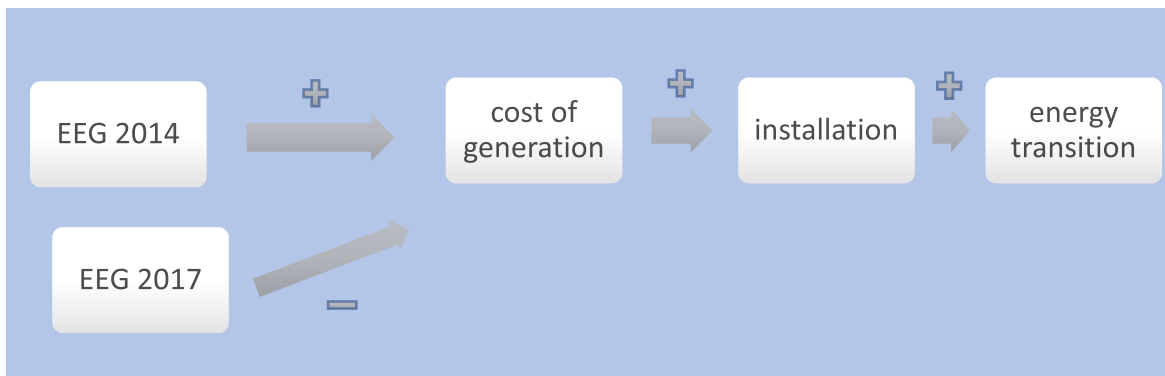 EEG 2014
cost of
generation
installation
energy
transition
EEG 2017